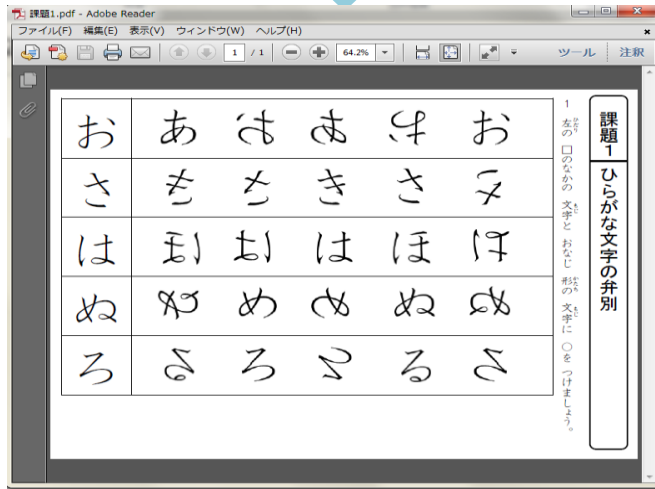 課題1.pdf - Adobe Reader
ファイル(F) 編集(E) 表示(V) ウィンドウ(W) ヘルプ(H)
1 / 1 64.2% ツール 注釈
課題1 ひらがな文字の弁別
1 左の □のなかの 文字と おなじ 形の 文字に ○を つけましょう。
お あ お
さ き さ
は は ほ
ぬ め ぬ
ろ ろ る